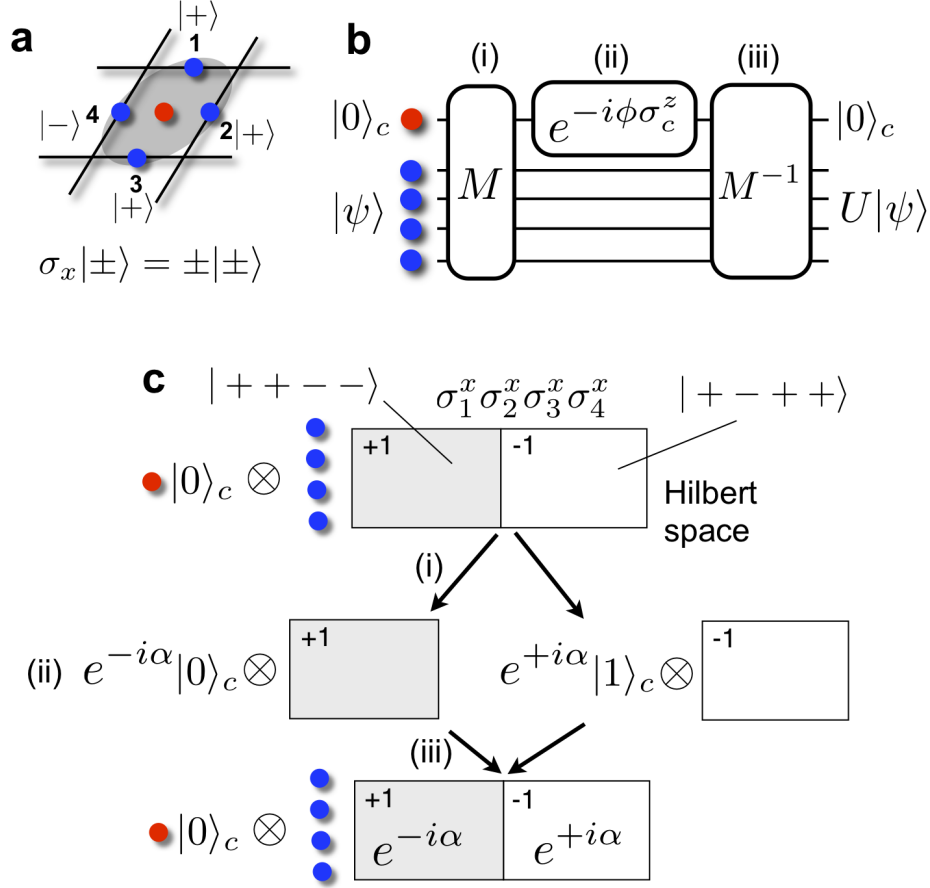 a
|+⟩
1
|−⟩ 4
2 |+⟩
3
|+⟩
σ_x|±⟩ = ±|±⟩
b
(i) (ii) (iii)
|0⟩_c M e^{-iϕσ_c^z} M^{-1} |0⟩_c
|ψ⟩ U|ψ⟩
c
|++−−⟩ σ_1^x σ_2^x σ_3^x σ_4^x |+−++⟩
+1 -1
|0⟩_c ⊗
Hilbert
space
(i)
+1 -1
(ii) e^{-iα}|0⟩_c ⊗ e^{+iα}|1⟩_c ⊗
(iii)
+1 -1
|0⟩_c ⊗ e^{-iα} e^{+iα}